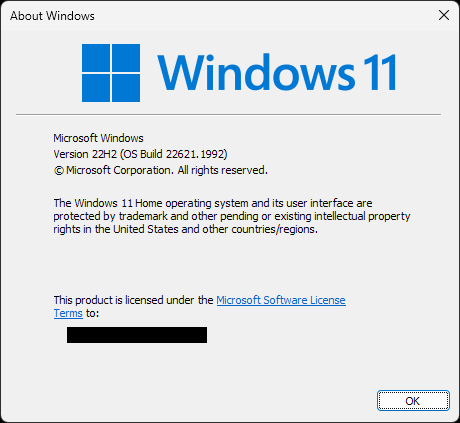 About Windows
Windows 11
Microsoft Windows
Version 22H2 (OS Build 22621.1992)
© Microsoft Corporation. All rights reserved.
The Windows 11 Home operating system and its user interface are
protected by trademark and other pending or existing intellectual property
rights in the United States and other countries/regions.
This product is licensed under the Microsoft Software License
Terms to:
OK